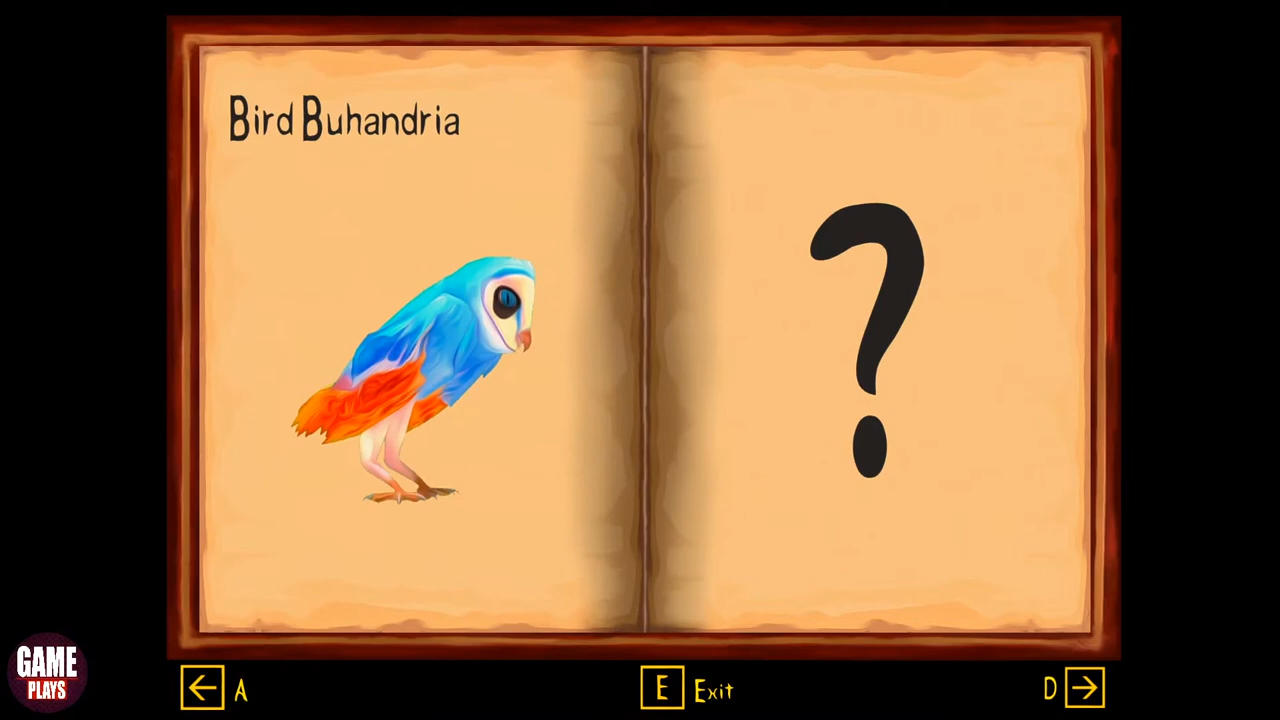 Bird Buhandria
?
GAME
PLAYS
← A
E Exit
D →